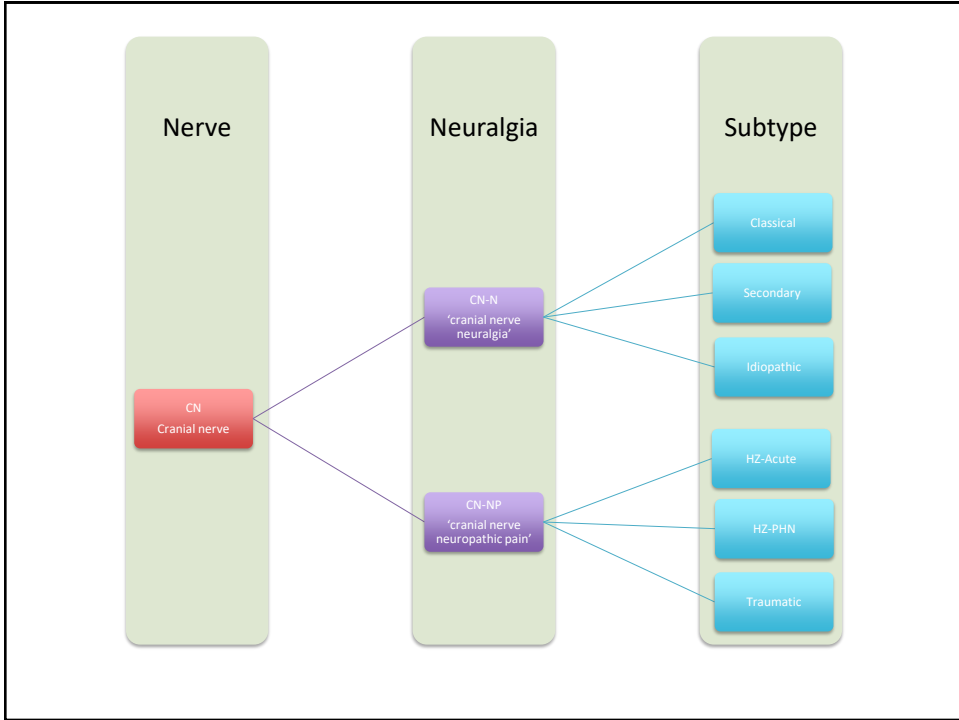 Nerve
Neuralgia
Subtype
CN
Cranial nerve
CN-N
‘cranial nerve
neuralgia’
CN-NP
‘cranial nerve
neuropathic pain’
Classical
Secondary
Idiopathic
HZ-Acute
HZ-PHN
Traumatic